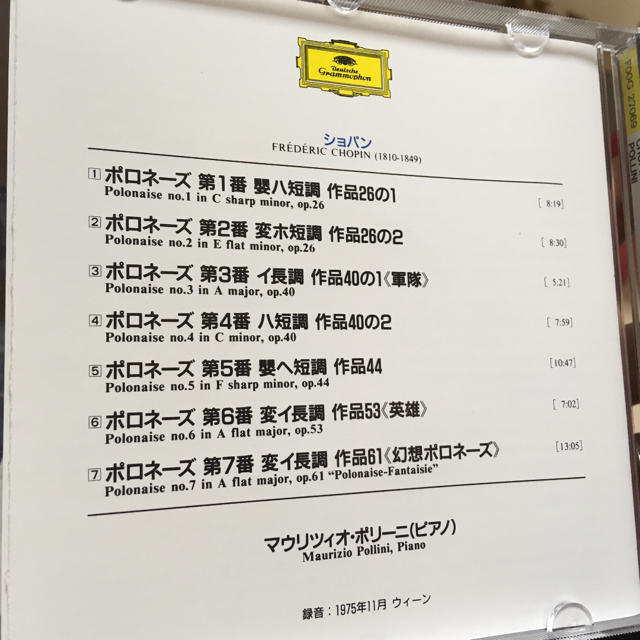 Deutsche
Grammophon
ショパン
FRÉDÉRIC CHOPIN (1810-1849)
1 ポロネーズ 第1番 嬰ハ短調 作品26の1
Polonaise no.1 in C sharp minor, op.26 [ 8:19]
2 ポロネーズ 第2番 変ホ短調 作品26の2
Polonaise no.2 in E flat minor, op.26 [ 8:30]
3 ポロネーズ 第3番 イ長調 作品40の1《軍隊》
Polonaise no.3 in A major, op.40 [ 5:21]
4 ポロネーズ 第4番 ハ短調 作品40の2
Polonaise no.4 in C minor, op.40 [ 7:59]
5 ポロネーズ 第5番 嬰ヘ短調 作品44
Polonaise no.5 in F sharp minor, op.44 [10:47]
6 ポロネーズ 第6番 変イ長調 作品53《英雄》
Polonaise no.6 in A flat major, op.53 [ 7:02]
7 ポロネーズ 第7番 変イ長調 作品61《幻想ポロネーズ》
Polonaise no.7 in A flat major, op.61 “Polonaise-Fantaisie” [13:05]
マウリツィオ・ポリーニ(ピアノ)
Maurizio Pollini, Piano
録音：1975年11月 ウィーン
POLLINI